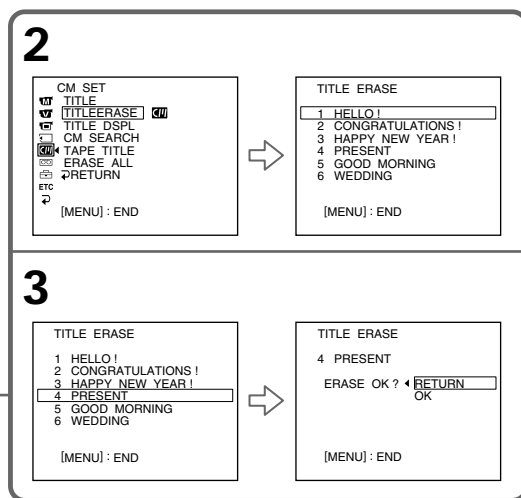 2
CM SET
TITLE
TITLEERASE
TITLE DSPL
CM SEARCH
TAPE TITLE
ERASE ALL
RETURN
ETC
[MENU] : END
TITLE ERASE
1 HELLO !
2 CONGRATULATIONS !
3 HAPPY NEW YEAR !
4 PRESENT
5 GOOD MORNING
6 WEDDING
[MENU] : END
3
TITLE ERASE
1 HELLO !
2 CONGRATULATIONS !
3 HAPPY NEW YEAR !
4 PRESENT
5 GOOD MORNING
6 WEDDING
[MENU] : END
TITLE ERASE
4 PRESENT
ERASE OK ? RETURN
OK
[MENU] : END